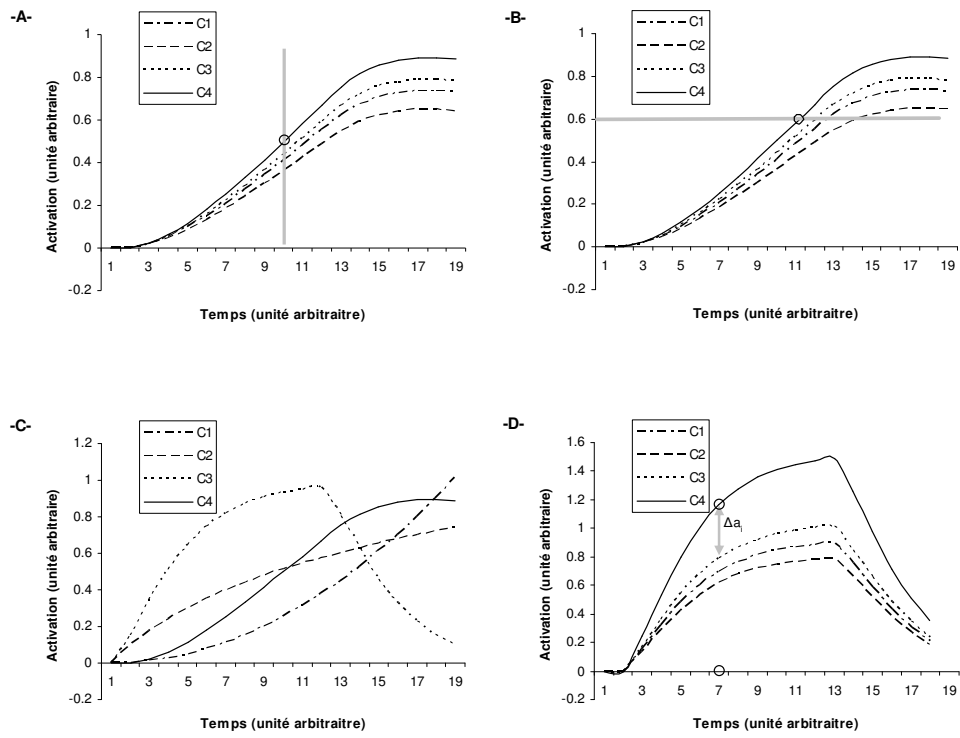 -A-
C1
C2
C3
C4
Activation (unité arbitraire)
1
0.8
0.6
0.4
0.2
0
-0.2
1 3 5 7 9 11 13 15 17 19
Temps (unité arbitraitre)
-B-
C1
C2
C3
C4
Activation (unité arbitraire)
1
0.8
0.6
0.4
0.2
0
-0.2
1 3 5 7 9 11 13 15 17 19
Temps (unité arbitraitre)
-C-
C1
C2
C3
C4
Activation (unité arbitraire)
1.2
1
0.8
0.6
0.4
0.2
0
-0.2
1 3 5 7 9 11 13 15 17 19
Temps (unité arbitraitre)
-D-
C1
C2
C3
C4
Activation (unité arbitraire)
1.6
1.4
1.2
1
0.8
0.6
0.4
0.2
0
-0.2
Δai
1 3 5 7 9 11 13 15 17 19
Temps (unité arbitraitre)